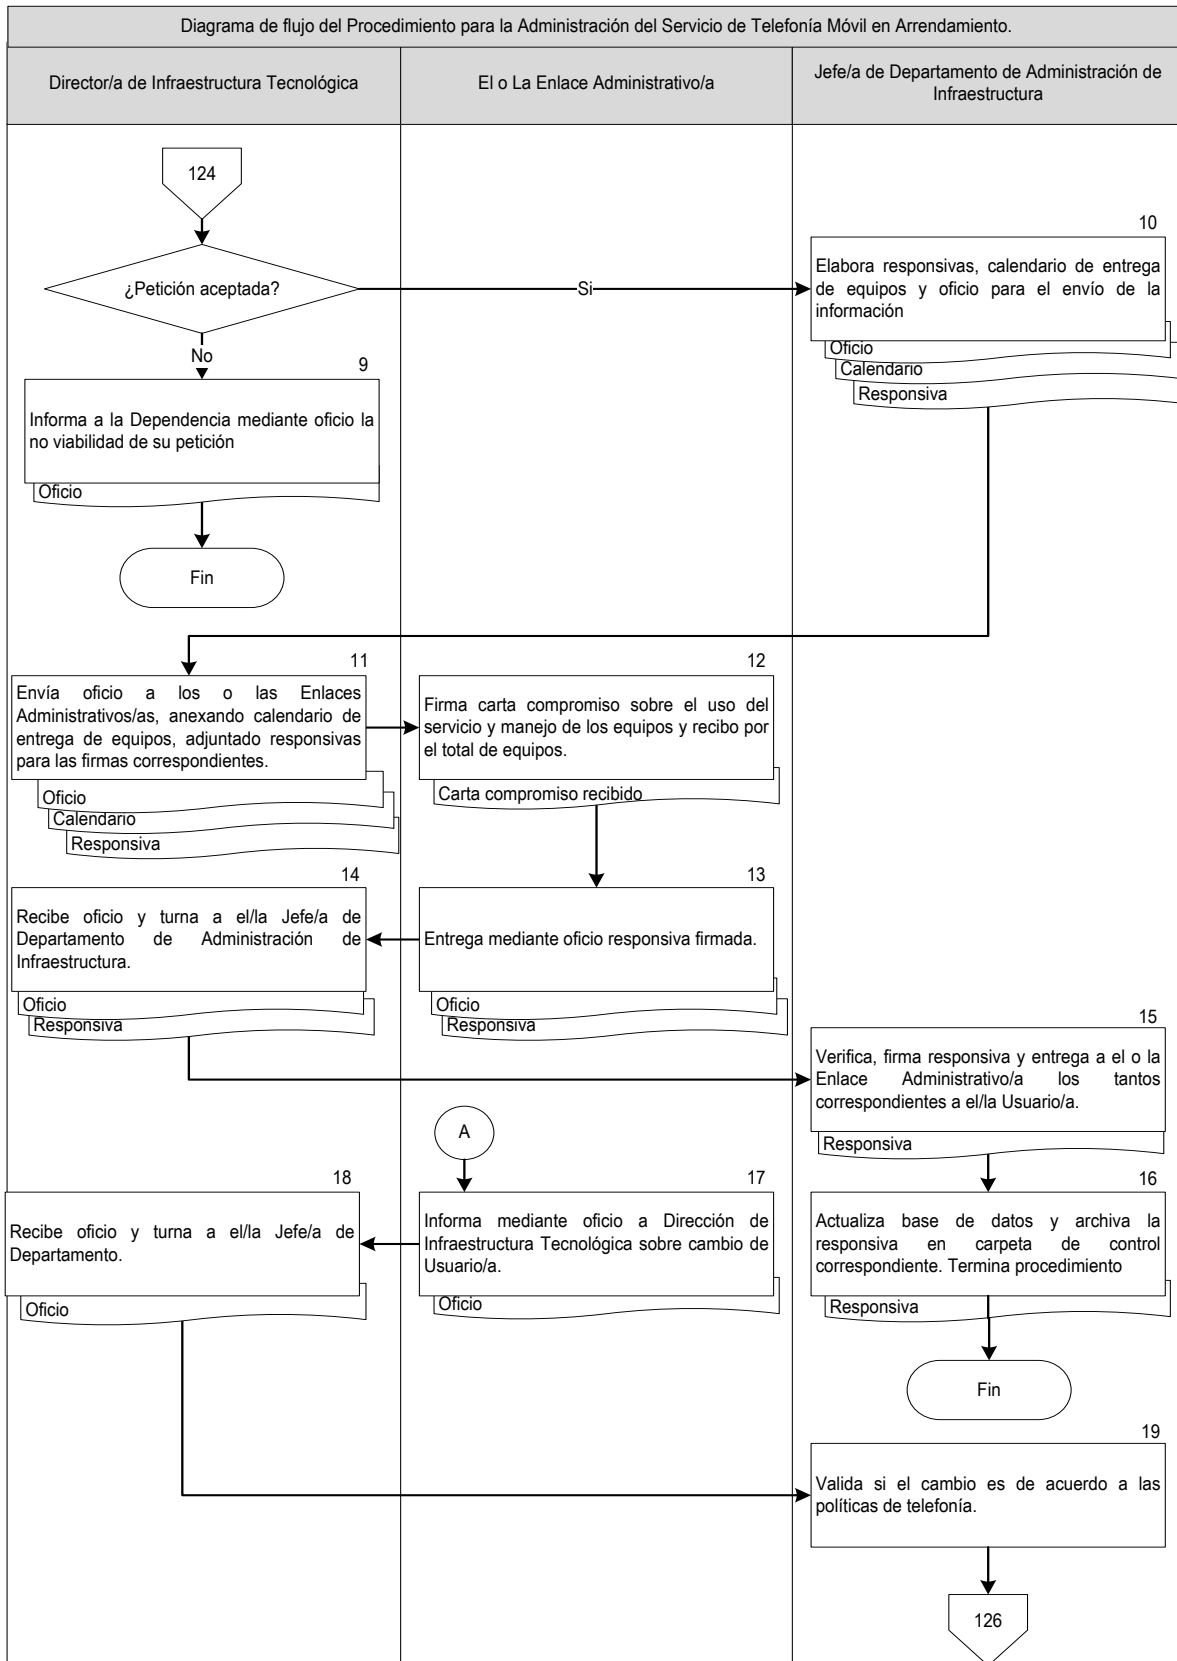 Diagrama de flujo del Procedimiento para la Administración del Servicio de Telefonía Móvil en Arrendamiento.
Director/a de Infraestructura Tecnológica
El o La Enlace Administrativo/a
Jefe/a de Departamento de Administración de
Infraestructura
124
¿Petición aceptada?
Si
No
10
Elabora responsivas, calendario de entrega
de equipos y oficio para el envío de la
información
Oficio
Calendario
Responsiva
9
Informa a la Dependencia mediante oficio la
no viabilidad de su petición
Oficio
Fin
11
Envía oficio a los o las Enlaces
Administrativos/as, anexando calendario de
entrega de equipos, adjuntado responsivas
para las firmas correspondientes.
Oficio
Calendario
Responsiva
12
Firma carta compromiso sobre el uso del
servicio y manejo de los equipos y recibo por
el total de equipos.
Carta compromiso recibido
13
Entrega mediante oficio responsiva firmada.
Oficio
Responsiva
14
Recibe oficio y turna a el/la Jefe/a de
Departamento de Administración de
Infraestructura.
Oficio
Responsiva
15
Verifica, firma responsiva y entrega a el o la
Enlace Administrativo/a los tantos
correspondientes a el/la Usuario/a.
Responsiva
16
Actualiza base de datos y archiva la
responsiva en carpeta de control
correspondiente. Termina procedimiento
Responsiva
Fin
A
17
Informa mediante oficio a Dirección de
Infraestructura Tecnológica sobre cambio de
Usuario/a.
Oficio
18
Recibe oficio y turna a el/la Jefe/a de
Departamento.
Oficio
19
Valida si el cambio es de acuerdo a las
políticas de telefonía.
126